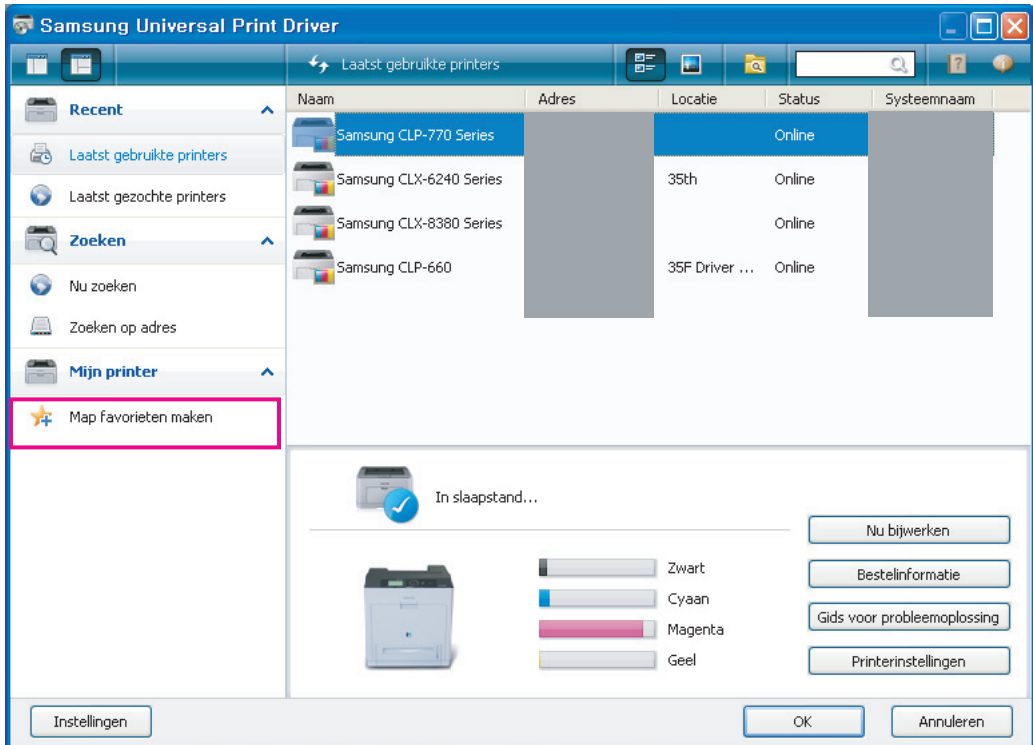 Samsung Universal Print Driver
Laatst gebruikte printers
Recent
Laatst gebruikte printers
Laatst gezochte printers
Zoeken
Nu zoeken
Zoeken op adres
Mijn printer
Map favorieten maken
Naam Adres Locatie Status Systeemnaam
Samsung CLP-770 Series Online
Samsung CLX-6240 Series 35th Online
Samsung CLX-8380 Series Online
Samsung CLP-660 35F Driver ... Online
In slaapstand...
Zwart
Cyaan
Magenta
Geel
Nu bijwerken
Bestelinformatie
Gids voor probleemoplossing
Printerinstellingen
Instellingen OK Annuleren